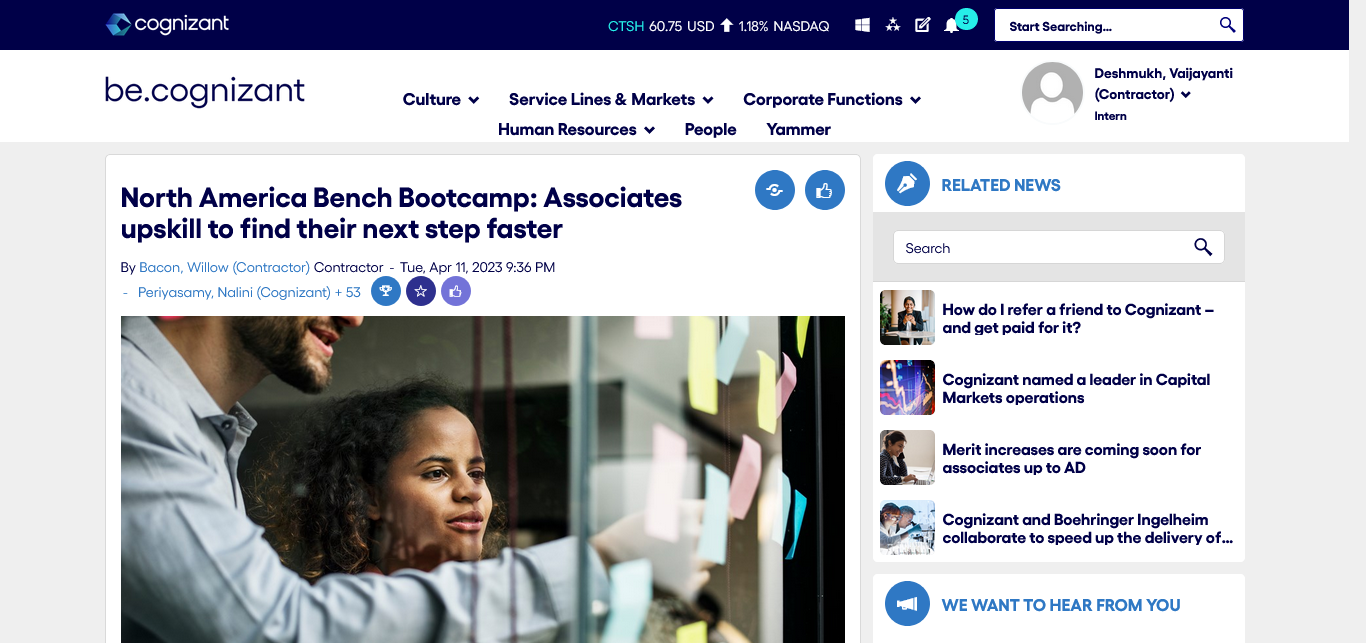 cognizant
CTSH 60.75 USD 1.18% NASDAQ
5
Start Searching...
be.cognizant
Culture
Service Lines & Markets
Corporate Functions
Human Resources
People
Yammer
Deshmukh, Vaijayanti
(Contractor)
Intern
North America Bench Bootcamp: Associates
upskill to find their next step faster
By Bacon, Willow (Contractor) Contractor - Tue, Apr 11, 2023 9:36 PM
- Periyasamy, Nalini (Cognizant) + 53
RELATED NEWS
Search
How do I refer a friend to Cognizant –
and get paid for it?
Cognizant named a leader in Capital
Markets operations
Merit increases are coming soon for
associates up to AD
Cognizant and Boehringer Ingelheim
collaborate to speed up the delivery of...
WE WANT TO HEAR FROM YOU